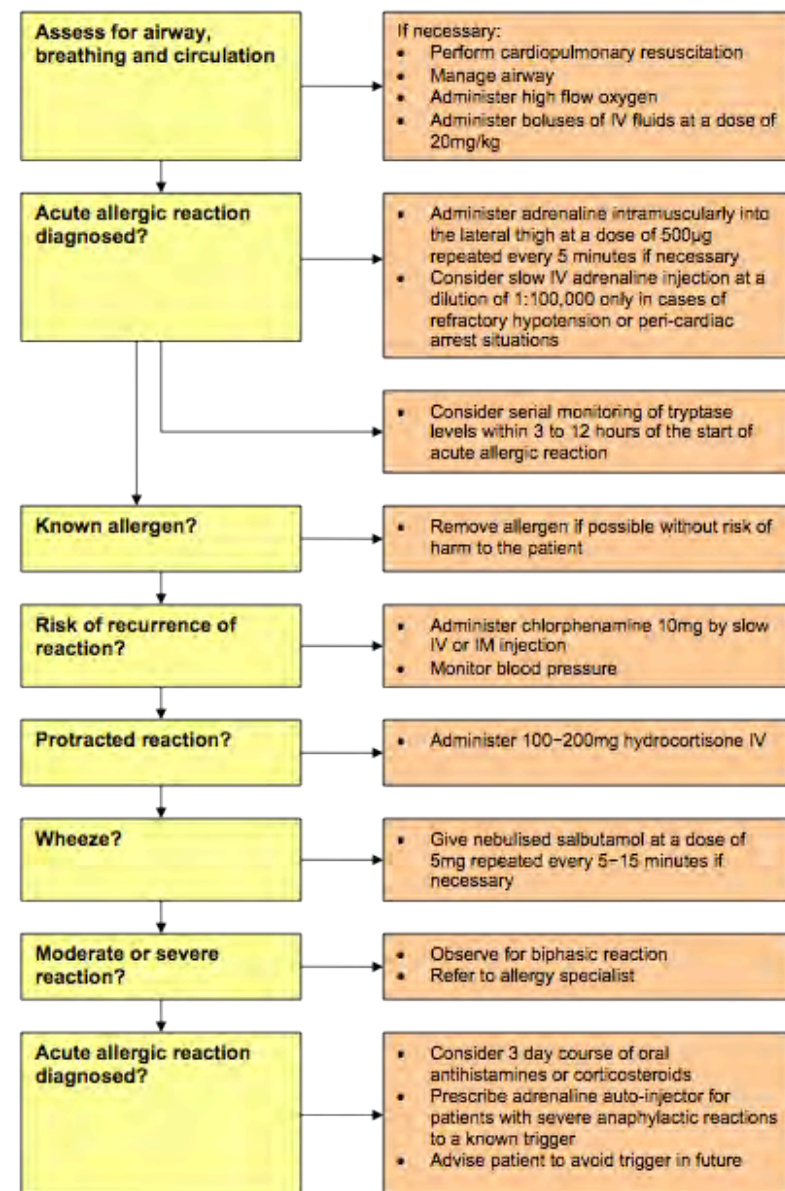 Assess for airway,
breathing and circulation
If necessary:
• Perform cardiopulmonary resuscitation
• Manage airway
• Administer high flow oxygen
• Administer boluses of IV fluids at a dose of
20mg/kg
Acute allergic reaction
diagnosed?
• Administer adrenaline intramuscularly into
the lateral thigh at a dose of 500µg
repeated every 5 minutes if necessary
• Consider slow IV adrenaline injection at a
dilution of 1:100,000 only in cases of
refractory hypotension or peri-cardiac
arrest situations
• Consider serial monitoring of tryptase
levels within 3 to 12 hours of the start of
acute allergic reaction
Known allergen?
• Remove allergen if possible without risk of
harm to the patient
Risk of recurrence of
reaction?
• Administer chlorphenamine 10mg by slow
IV or IM injection
• Monitor blood pressure
Protracted reaction?
• Administer 100−200mg hydrocortisone IV
Wheeze?
• Give nebulised salbutamol at a dose of
5mg repeated every 5−15 minutes if
necessary
Moderate or severe
reaction?
• Observe for biphasic reaction
• Refer to allergy specialist
Acute allergic reaction
diagnosed?
• Consider 3 day course of oral
antihistamines or corticosteroids
• Prescribe adrenaline auto-injector for
patients with severe anaphylactic reactions
to a known trigger
• Advise patient to avoid trigger in future